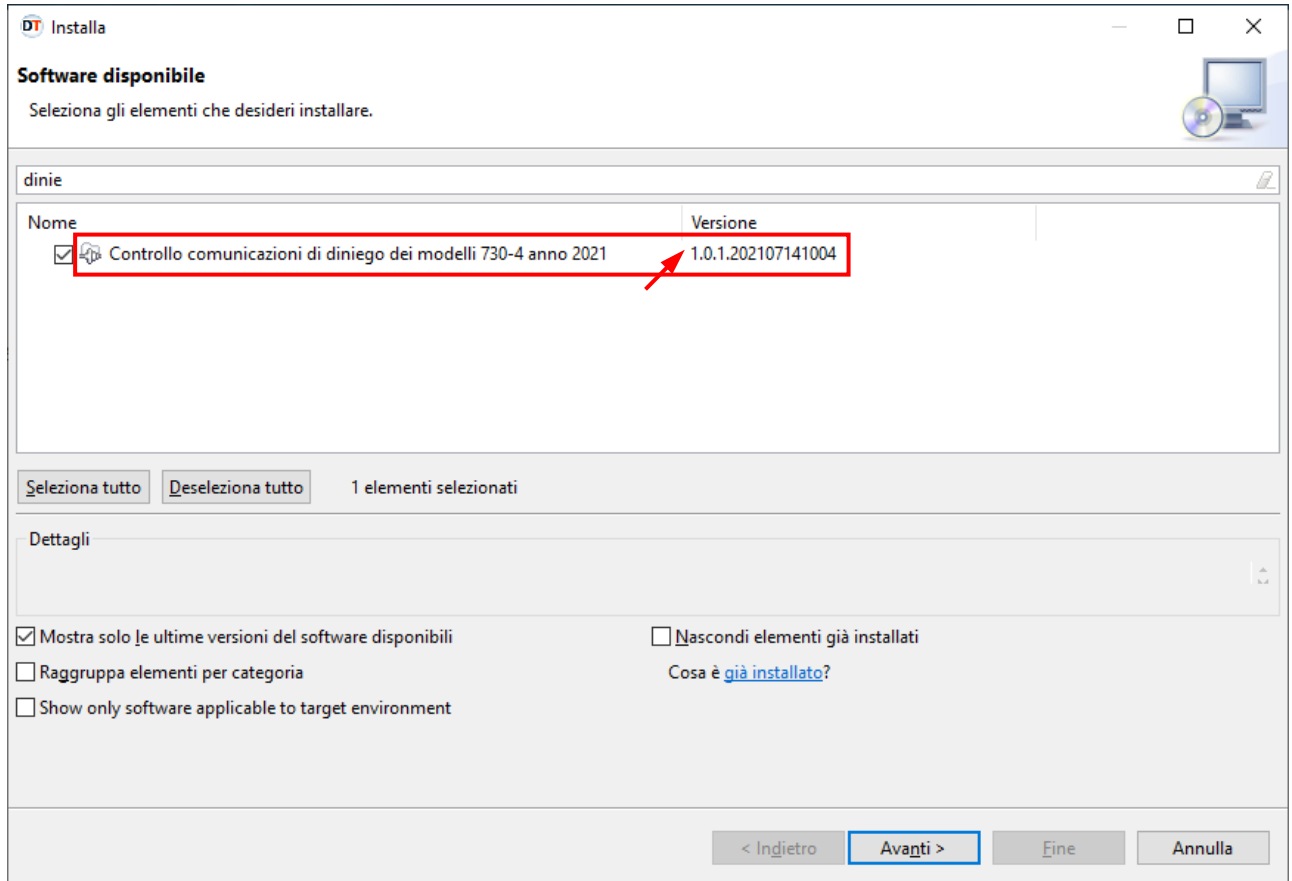 DT Installa
Software disponibile
Seleziona gli elementi che desideri installare.
dinie
Nome Versione
Controllo comunicazioni di diniego dei modelli 730-4 anno 2021 1.0.1.202107141004
Seleziona tutto Deseleziona tutto 1 elementi selezionati
Dettagli
Mostra solo le ultime versioni del software disponibili Nascondi elementi già installati
Raggruppa elementi per categoria Cosa è già installato?
Show only software applicable to target environment
< Indietro Avanti > Fine Annulla